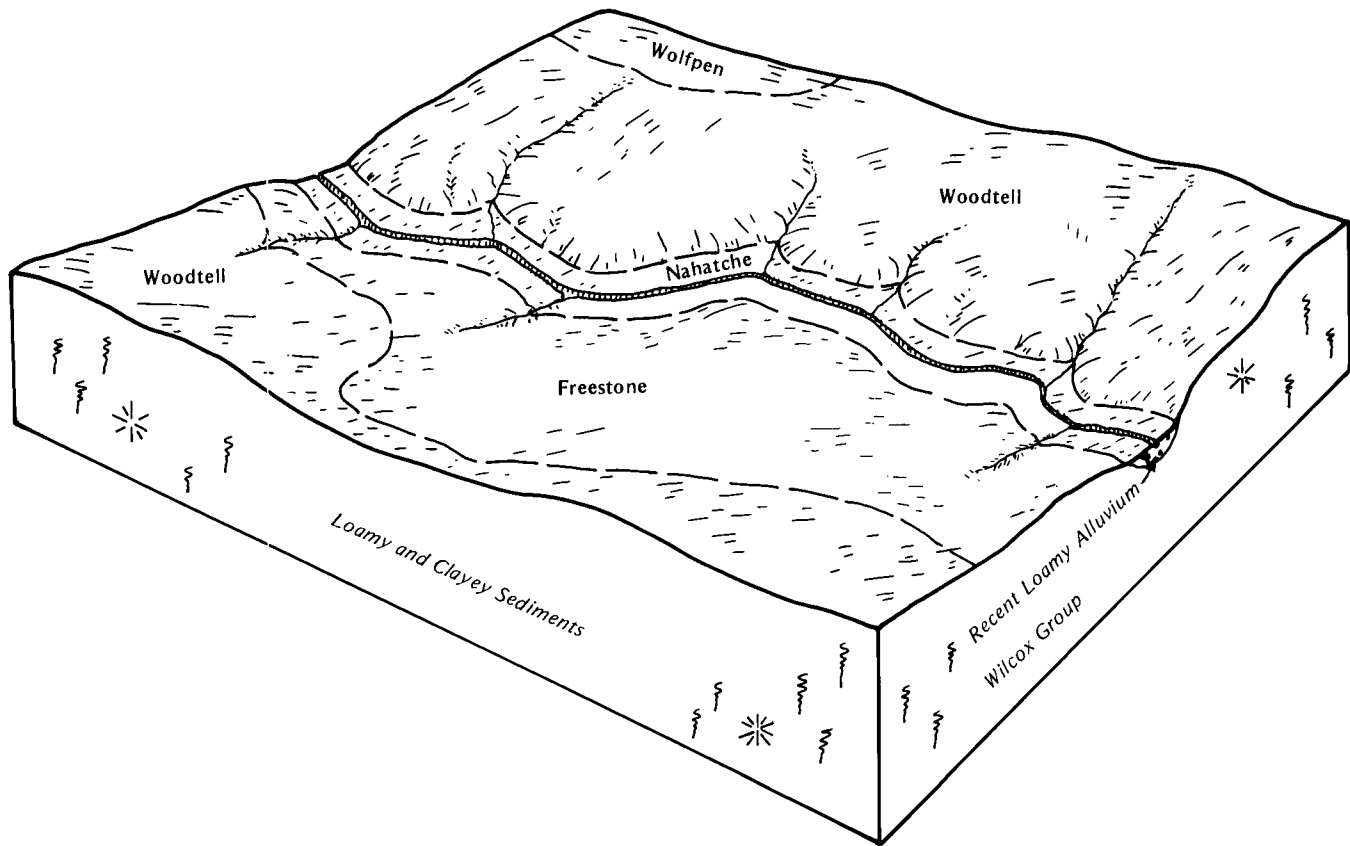 Wolfpen
Woodtell
Nahatche
Woodtell
Freestone
Loamy and Clayey Sediments
Recent Loamy Alluvium
Wilcox Group